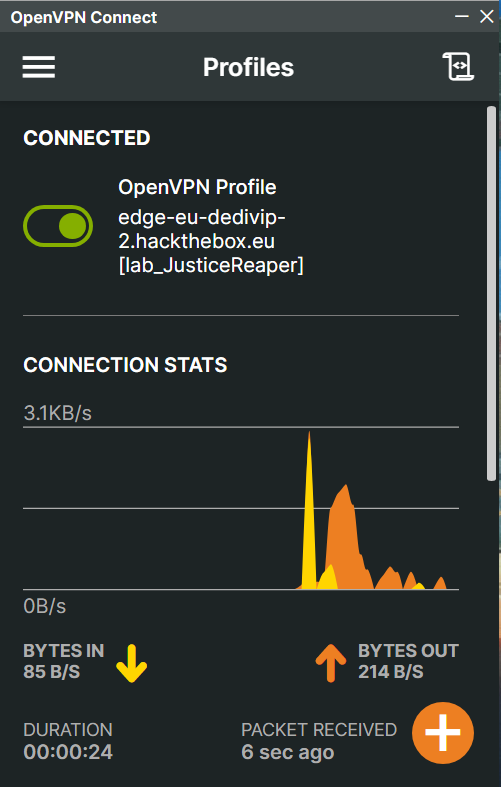 OpenVPN Connect
Profiles
CONNECTED
OpenVPN Profile
edge-eu-dedivip-
2.hackthebox.eu
[lab_JusticeReaper]
CONNECTION STATS
3.1KB/s
0B/s
BYTES IN
85 B/S
BYTES OUT
214 B/S
DURATION
00:00:24
PACKET RECEIVED
6 sec ago